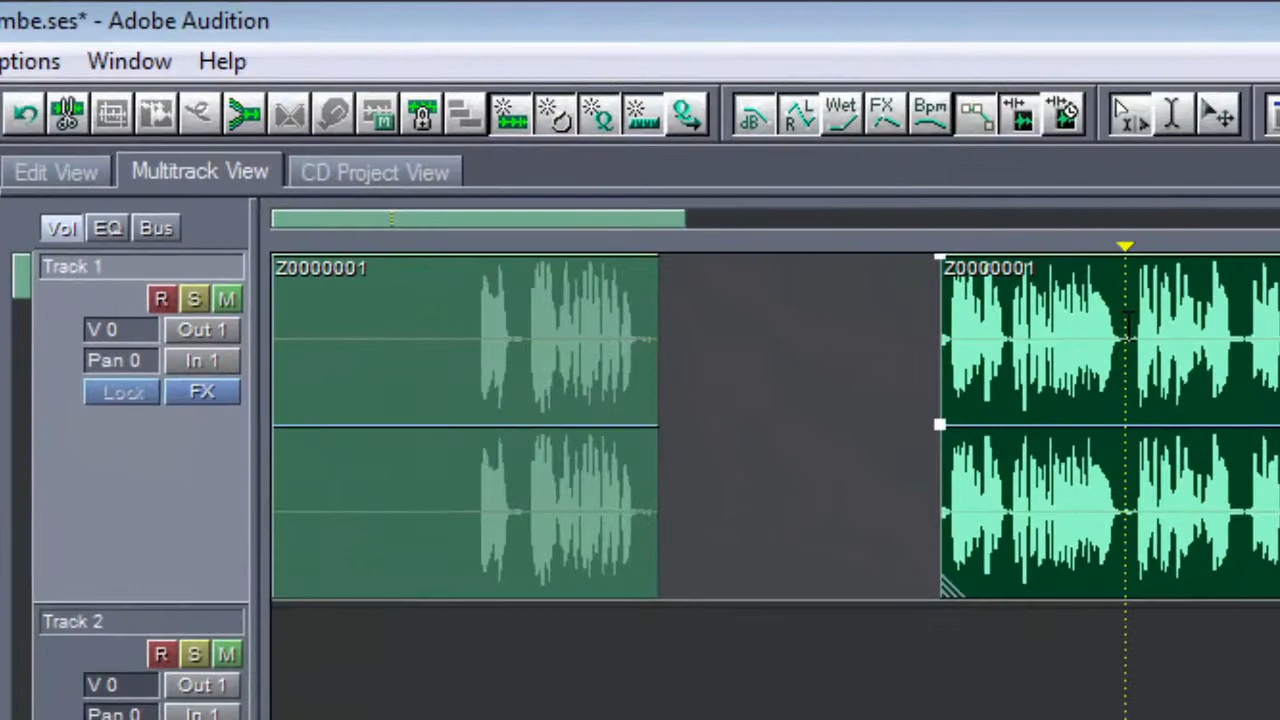 mbe.ses* - Adobe Audition
ptions Window Help
dB L R Wet FX Bpm
Edit View Multitrack View CD Project View
Vol EQ Bus
Track 1
R S M
V 0 Out 1
Pan 0 In 1
Lock FX
Z0000001 Z0000001
Track 2
R S M
V 0 Out 1
Pan 0 In 1